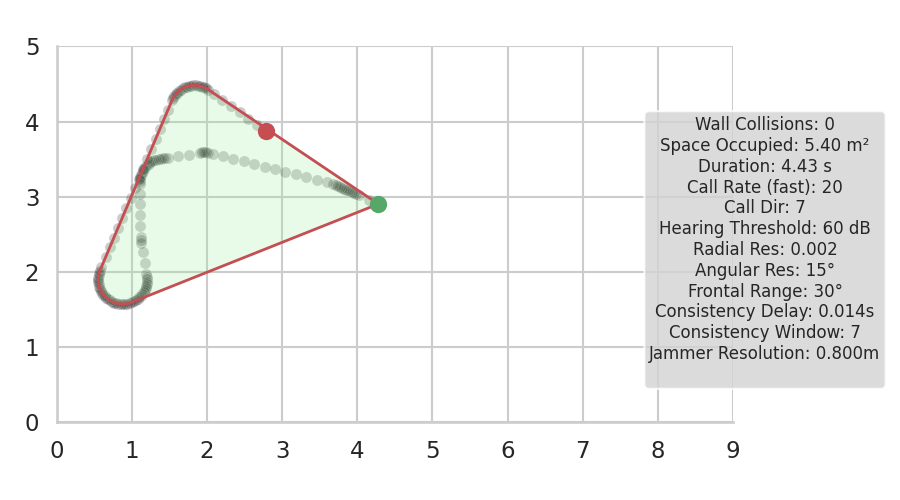 5
4
3
2
1
0
0 1 2 3 4 5 6 7 8 9
Wall Collisions: 0
Space Occupied: 5.40 m²
Duration: 4.43 s
Call Rate (fast): 20
Call Dir: 7
Hearing Threshold: 60 dB
Radial Res: 0.002
Angular Res: 15°
Frontal Range: 30°
Consistency Delay: 0.014s
Consistency Window: 7
Jammer Resolution: 0.800m